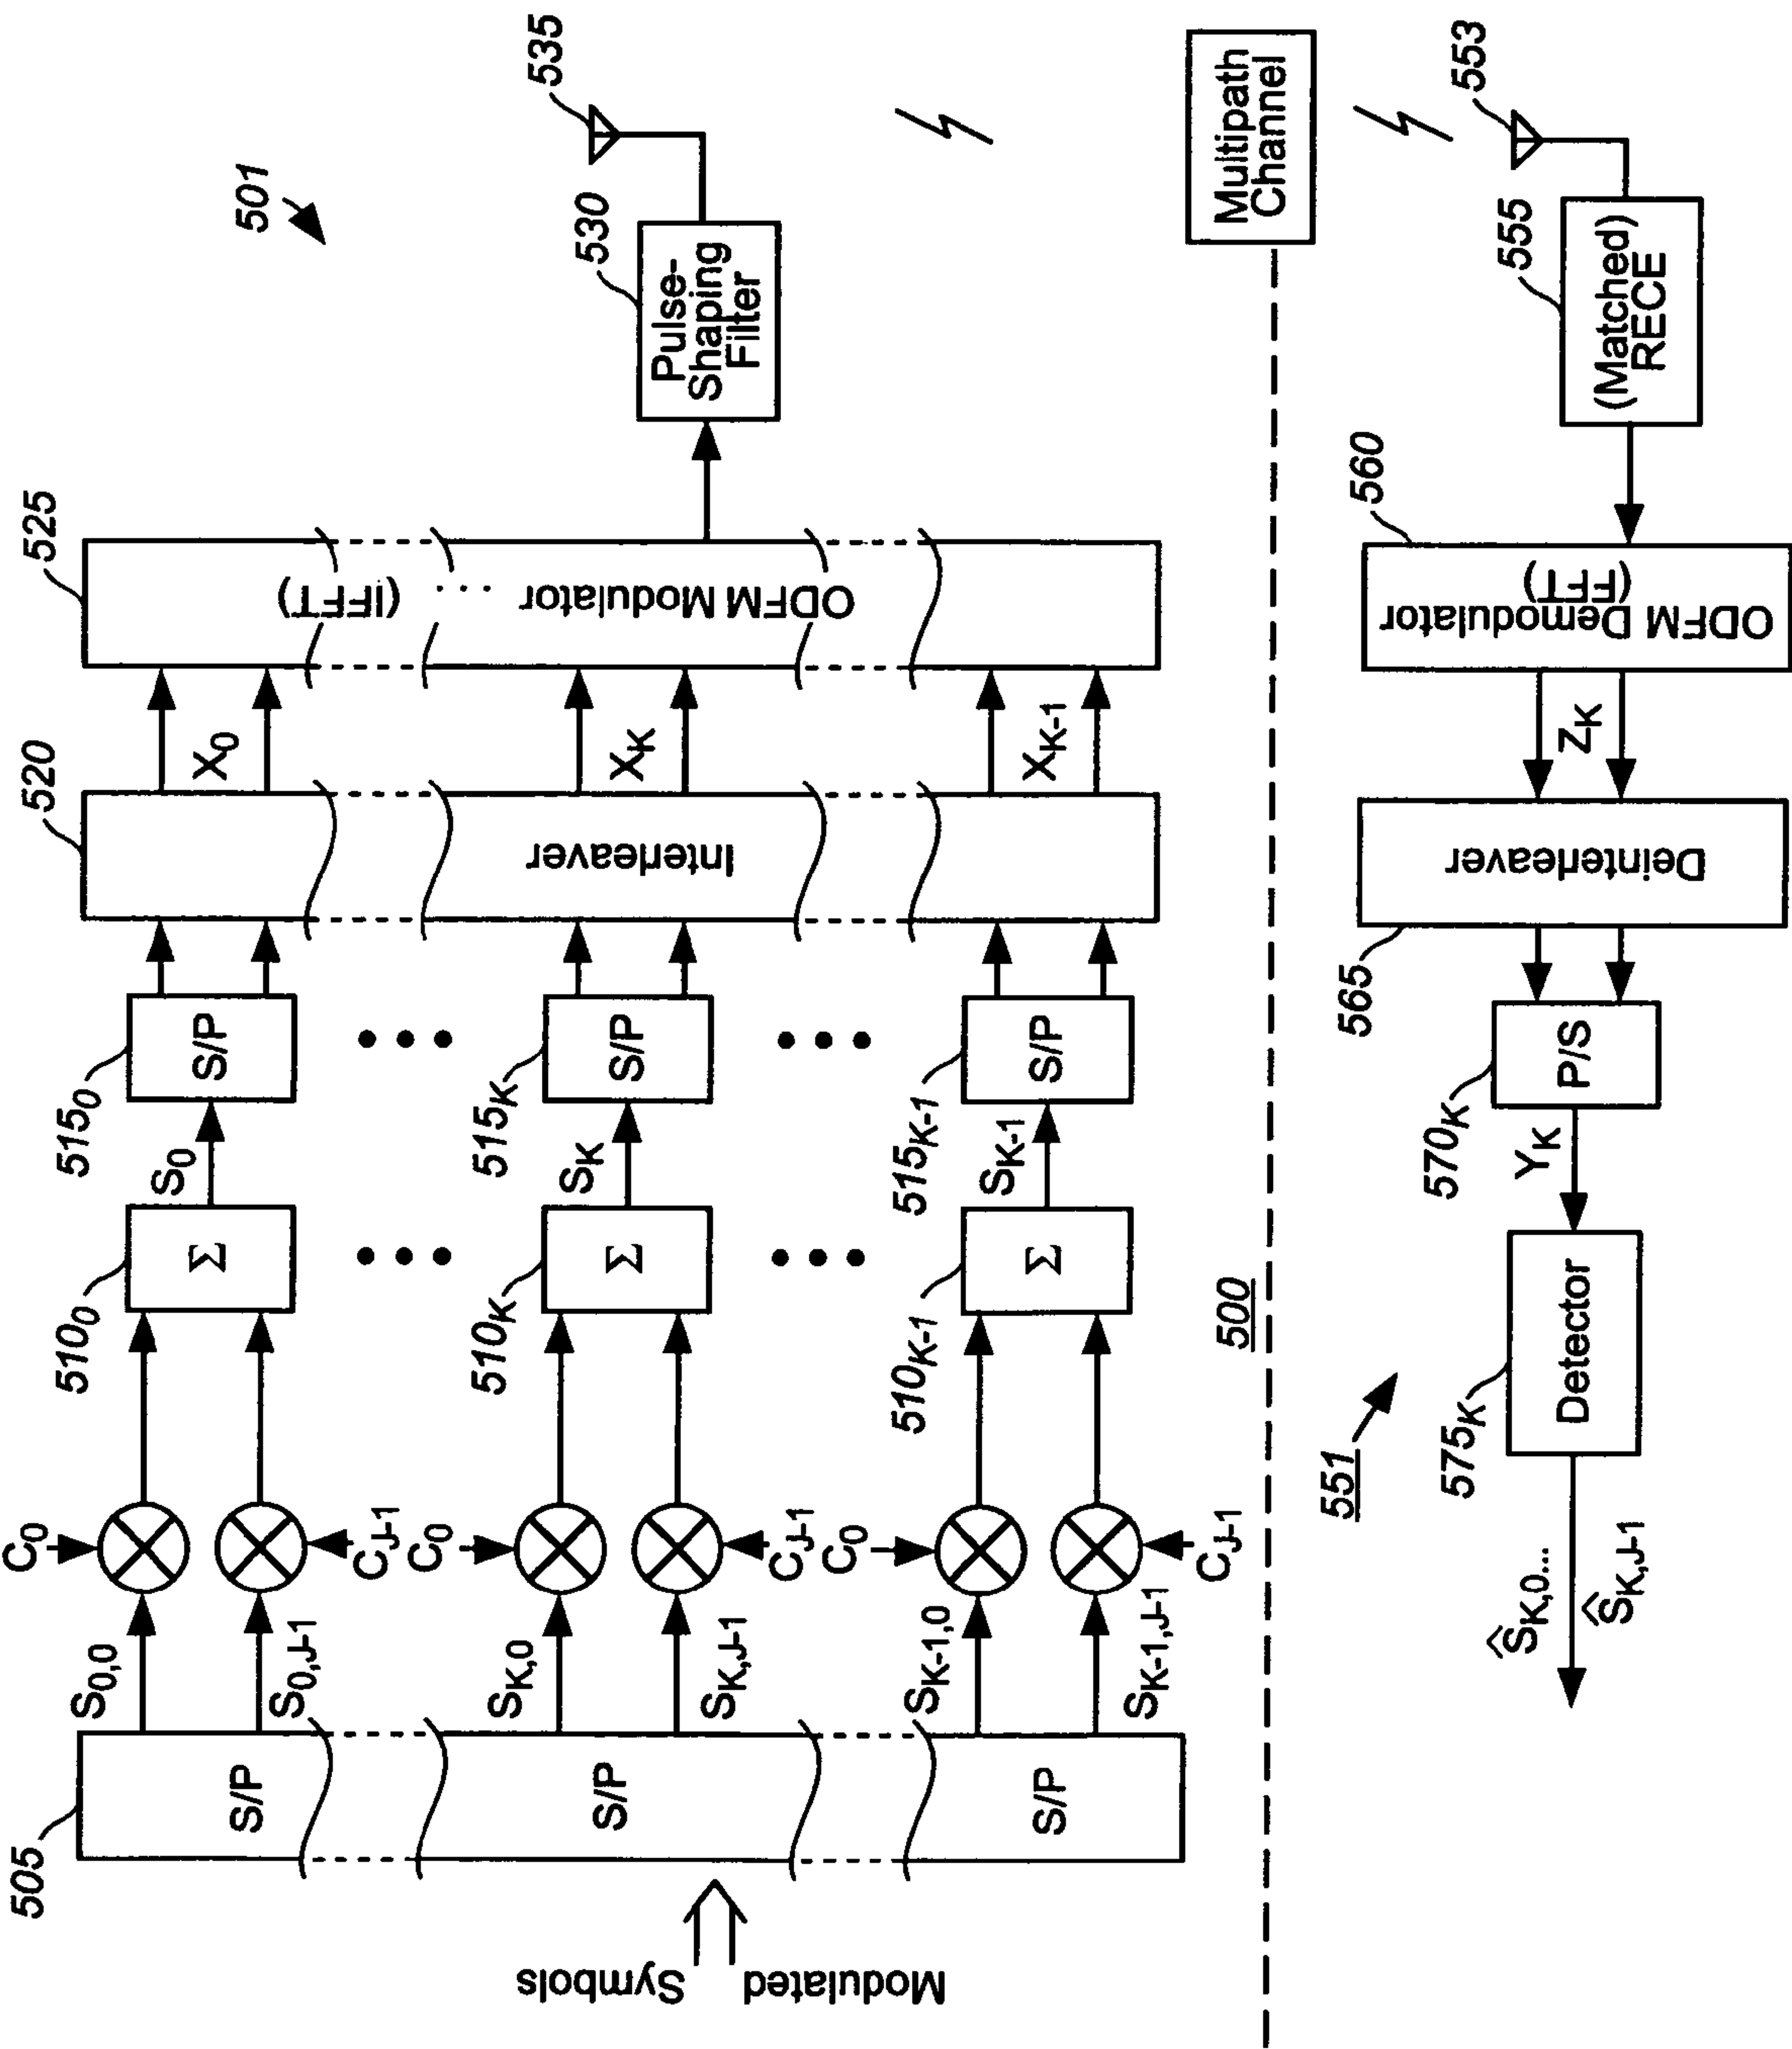 501
505
S/P
S/P
S/P
Modulated
Symbols
S0,0
S0,J-1
SK,0
SK,J-1
SK-1,0
SK-1,J-1
C0
CJ-1
C0
CJ-1
C0
CJ-1
5100
Σ
510K
Σ
510K-1
Σ
S0
SK
SK-1
5150
S/P
515K
S/P
515K-1
S/P
520
Interleaver
X0
XK
XK-1
525
ODFM Modulator ...
(IFFT)
530
Pulse-
Shaping
Filter
535
500
Multipath
Channel
551
553
555
(Matched)
RECE
560
ODFM Demodulator
(FFT)
ZK
565
Deinterleaver
570K
P/S
YK
575K
Detector
ŜK,0...
ŜK,J-1